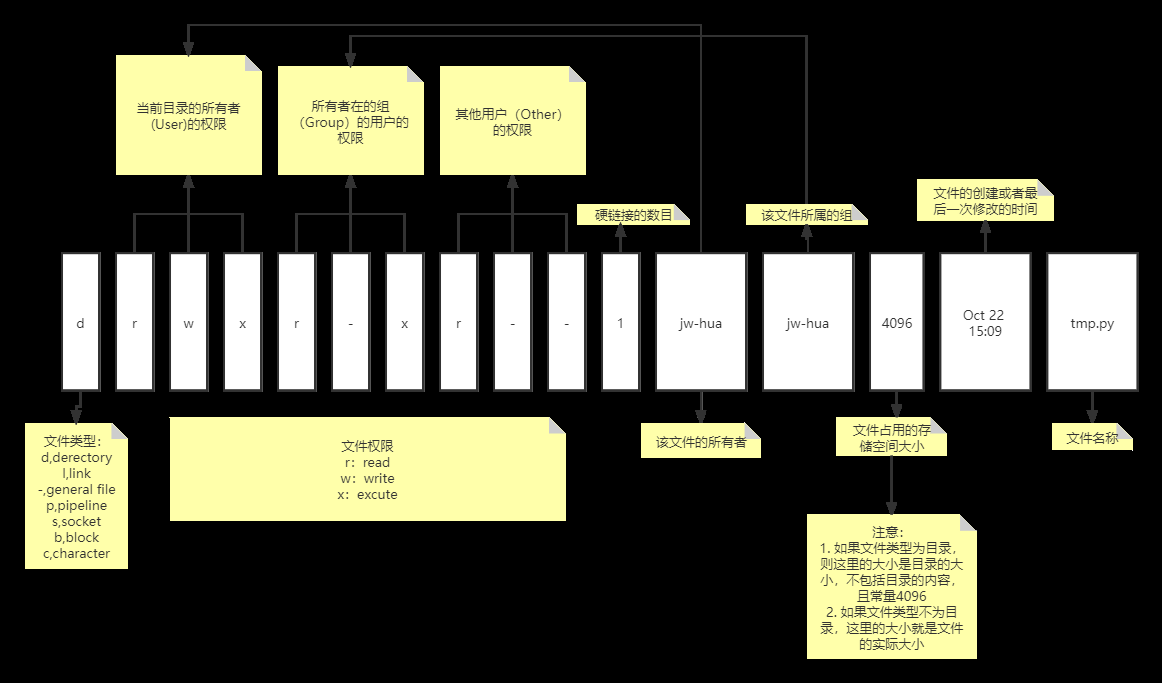 当前目录的所有者
(User)的权限
所有者在的组
（Group）的用户的
权限
其他用户（Other）
的权限
硬链接的数目
该文件所属的组
文件的创建或者最
后一次修改的时间
d
r
w
x
r
-
x
r
-
-
1
jw-hua
jw-hua
4096
Oct 22
15:09
tmp.py
文件类型：
d,derectory
l,link
-,general file
p,pipeline
s,socket
b,block
c,character
文件权限
r：read
w：write
x：excute
该文件的所有者
文件占用的存
储空间大小
文件名称
注意：
1. 如果文件类型为目录，
则这里的大小是目录的大
小，不包括目录的内容，
且常量4096
2. 如果文件类型不为目
录，这里的大小就是文件
的实际大小